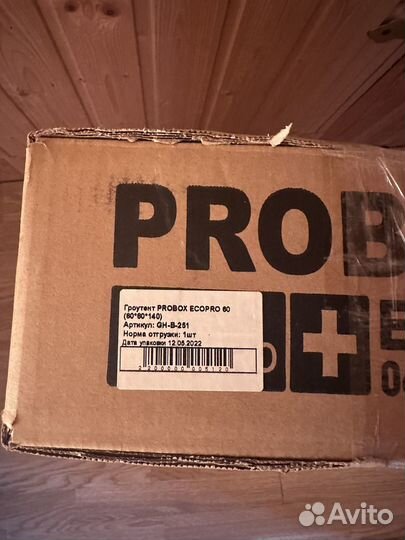 PROB
Гроутент PROBOX ECOPRO 60
(60*60*140)
Артикул: GH-B-251
Норма отгрузки: 1шт
Дата упаковки 12.05.2022
E
Avito